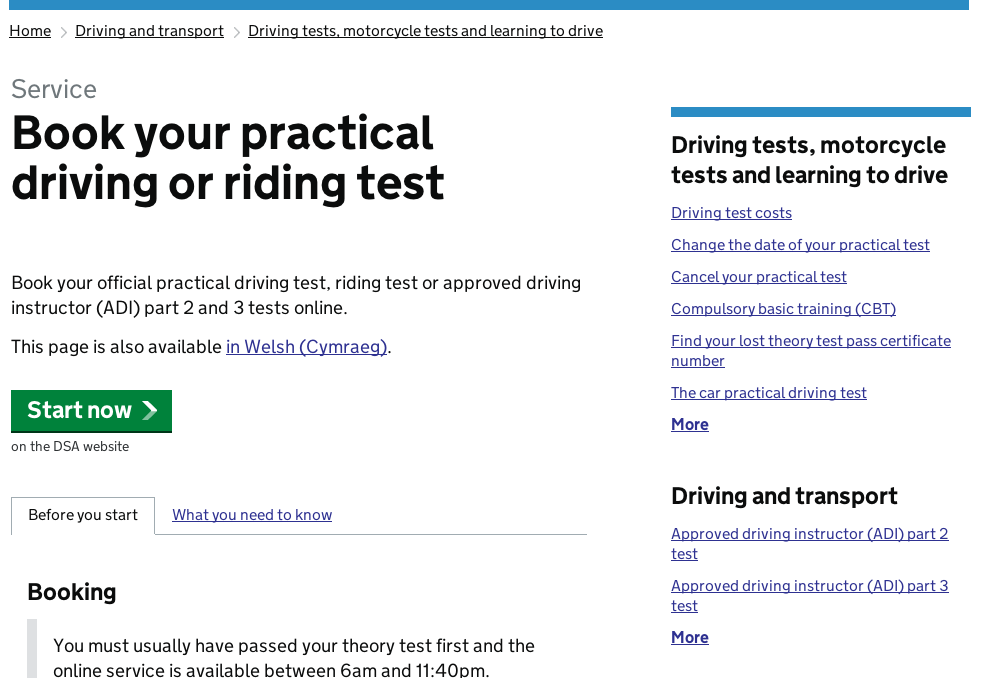 Home Driving and transport Driving tests, motorcycle tests and learning to drive
Service
Book your practical
driving or riding test
Book your official practical driving test, riding test or approved driving
instructor (ADI) part 2 and 3 tests online.
This page is also available in Welsh (Cymraeg).
Start now
on the DSA website
Before you start What you need to know
Booking
You must usually have passed your theory test first and the
online service is available between 6am and 11:40pm.
Driving tests, motorcycle
tests and learning to drive
Driving test costs
Change the date of your practical test
Cancel your practical test
Compulsory basic training (CBT)
Find your lost theory test pass certificate
number
The car practical driving test
More
Driving and transport
Approved driving instructor (ADI) part 2
test
Approved driving instructor (ADI) part 3
test
More